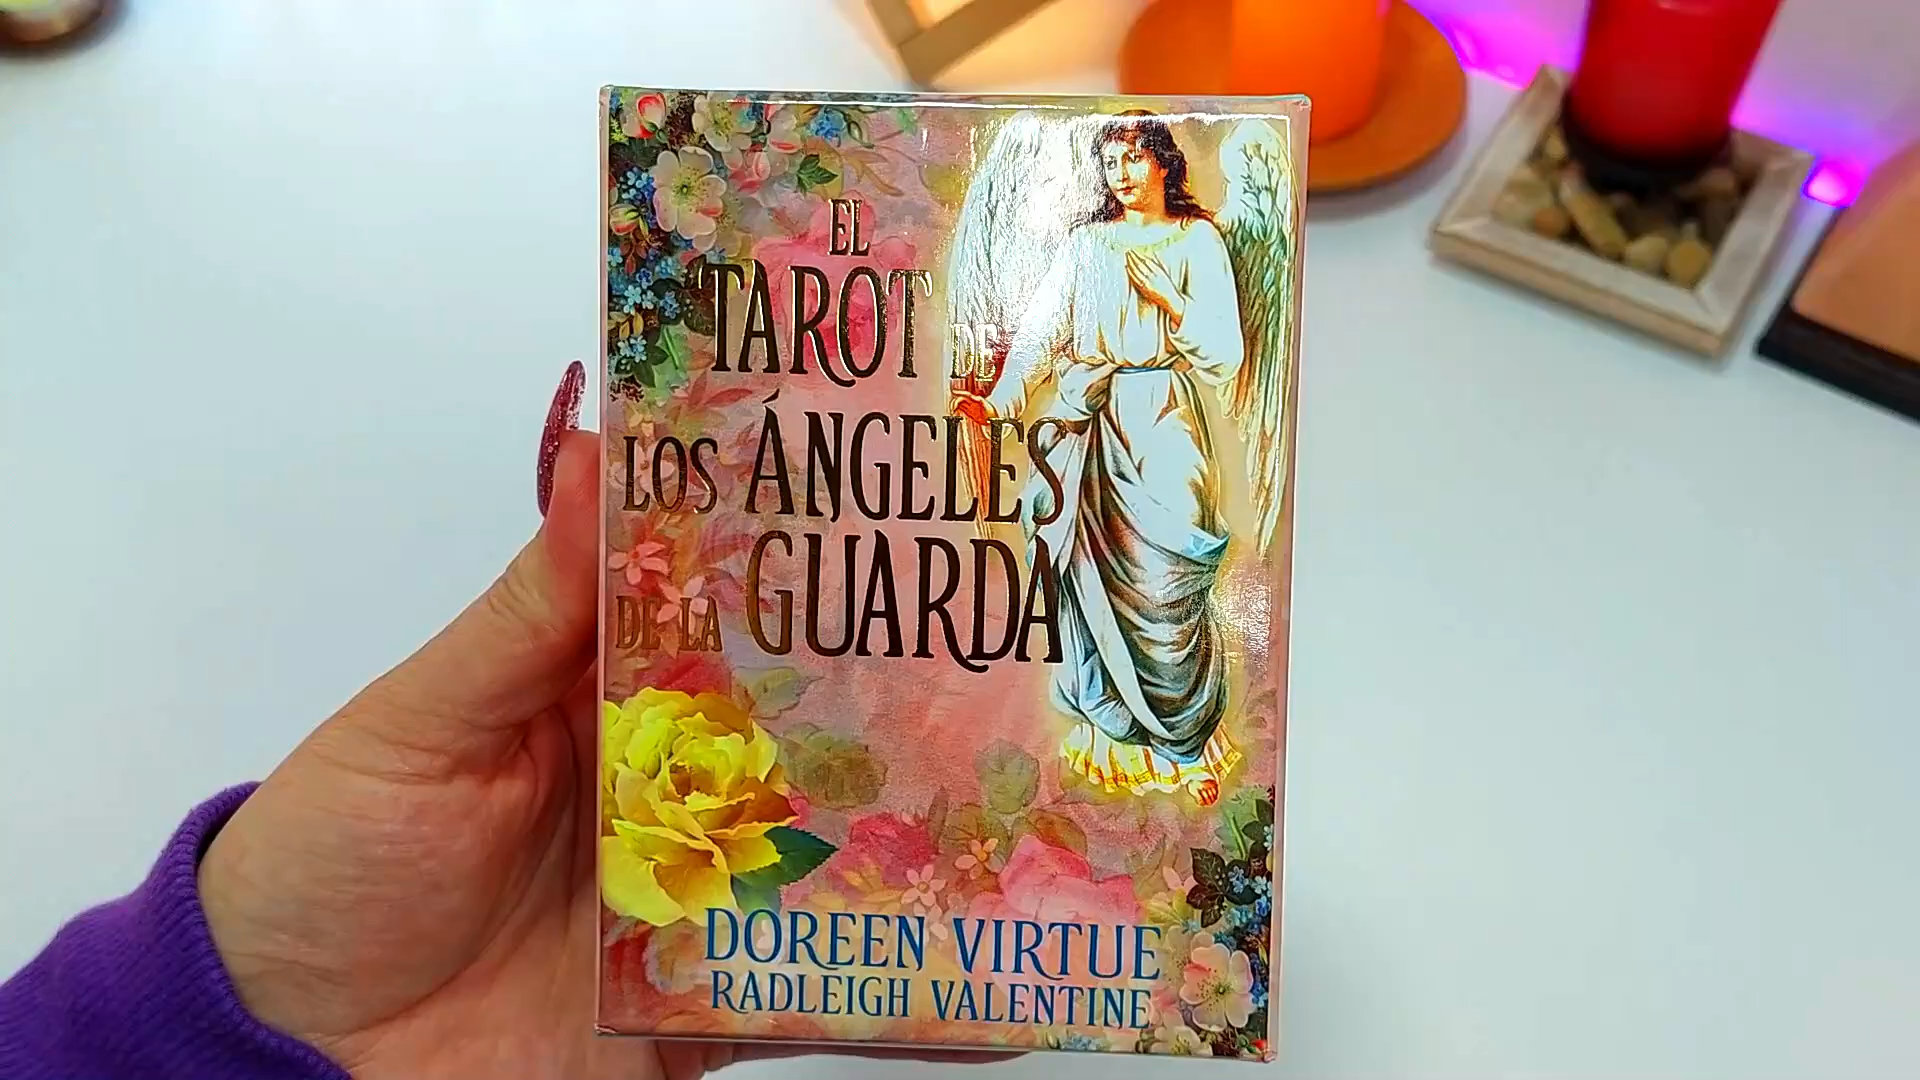 EL
TAROT DE
LOS ÁNGELES
DE LA GUARDA
DOREEN VIRTUE
RADLEIGH VALENTINE